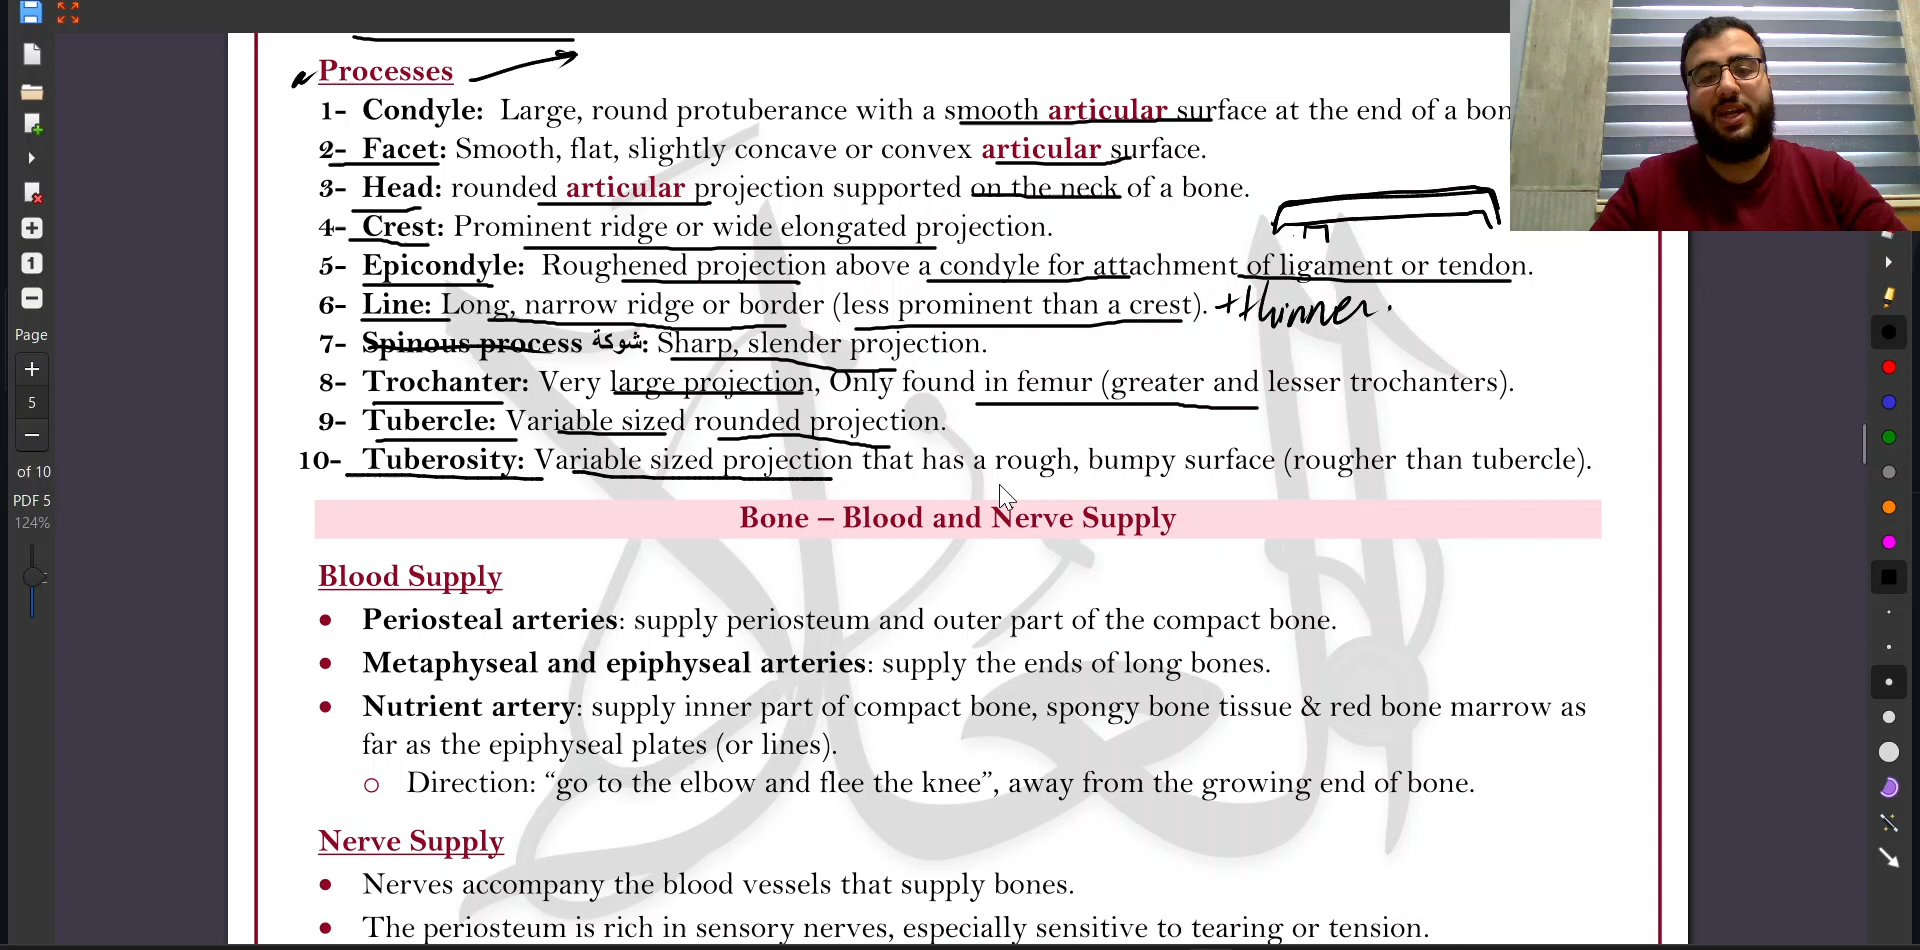 Processes
1- Condyle: Large, round protuberance with a smooth articular surface at the end of a bon
2- Facet: Smooth, flat, slightly concave or convex articular surface.
3- Head: rounded articular projection supported on the neck of a bone.
4- Crest: Prominent ridge or wide elongated projection.
5- Epicondyle: Roughened projection above a condyle for attachment of ligament or tendon.
6- Line: Long, narrow ridge or border (less prominent than a crest). + thinner.
7- Spinous process شوكة: Sharp, slender projection.
8- Trochanter: Very large projection, Only found in femur (greater and lesser trochanters).
9- Tubercle: Variable sized rounded projection.
10- Tuberosity: Variable sized projection that has a rough, bumpy surface (rougher than tubercle).
Bone – Blood and Nerve Supply
Blood Supply
• Periosteal arteries: supply periosteum and outer part of the compact bone.
• Metaphyseal and epiphyseal arteries: supply the ends of long bones.
• Nutrient artery: supply inner part of compact bone, spongy bone tissue & red bone marrow as
far as the epiphyseal plates (or lines).
o Direction: “go to the elbow and flee the knee”, away from the growing end of bone.
Nerve Supply
• Nerves accompany the blood vessels that supply bones.
• The periosteum is rich in sensory nerves, especially sensitive to tearing or tension.
1
Page
5
of 10
PDF 5
124%